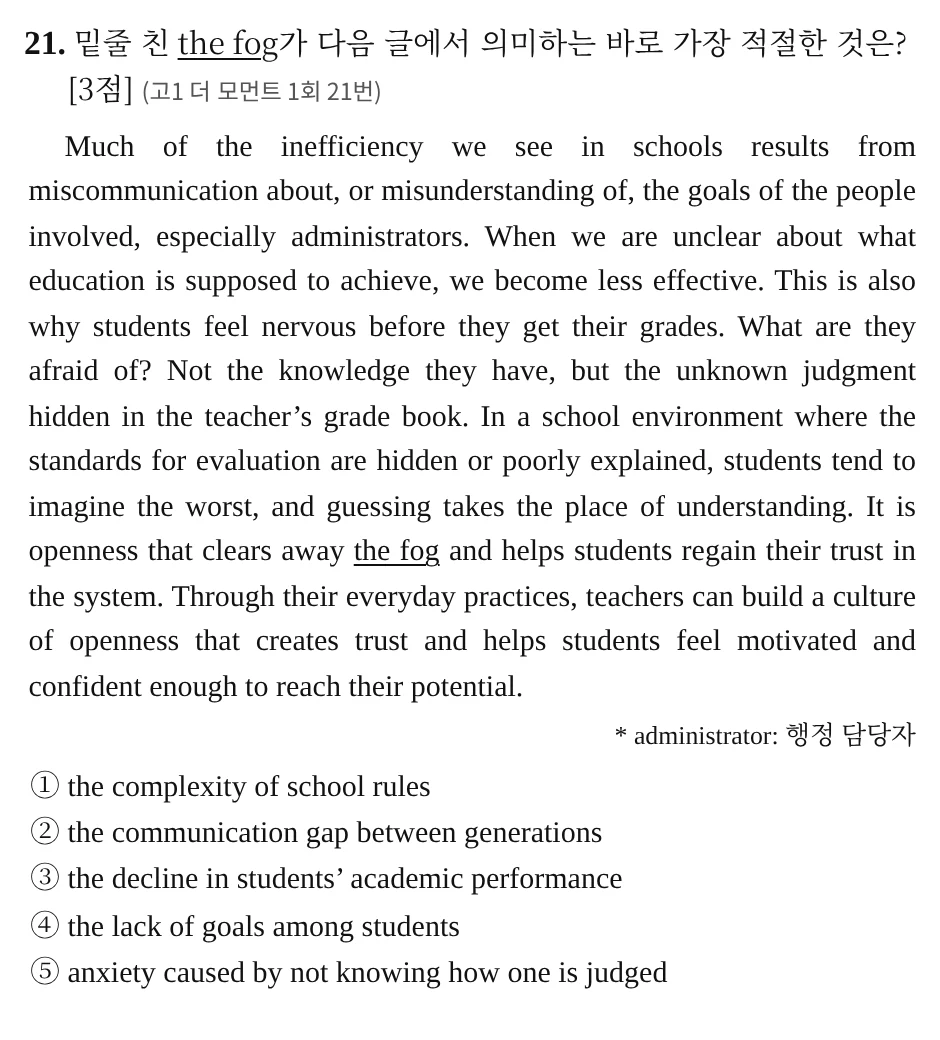 21. 밑줄 친 the fog가 다음 글에서 의미하는 바로 가장 적절한 것은?
[3점] (고1 더 모먼트 1회 21번)
Much of the inefficiency we see in schools results from
miscommunication about, or misunderstanding of, the goals of the people
involved, especially administrators. When we are unclear about what
education is supposed to achieve, we become less effective. This is also
why students feel nervous before they get their grades. What are they
afraid of? Not the knowledge they have, but the unknown judgment
hidden in the teacher’s grade book. In a school environment where the
standards for evaluation are hidden or poorly explained, students tend to
imagine the worst, and guessing takes the place of understanding. It is
openness that clears away the fog and helps students regain their trust in
the system. Through their everyday practices, teachers can build a culture
of openness that creates trust and helps students feel motivated and
confident enough to reach their potential.
* administrator: 행정 담당자
① the complexity of school rules
② the communication gap between generations
③ the decline in students’ academic performance
④ the lack of goals among students
⑤ anxiety caused by not knowing how one is judged